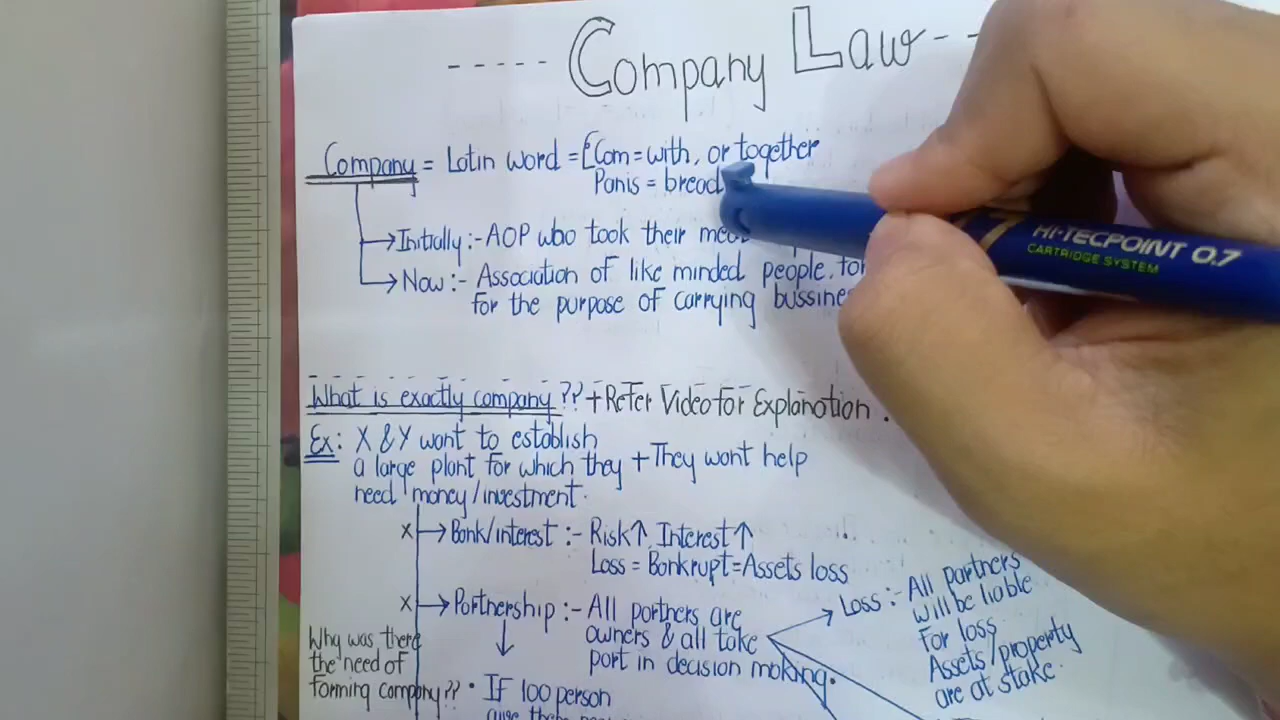 Company Law
Company = Latin word = [Com = with, or together
Panis = bread
Initially :- AOP who took their
Now :- Association of like minded people.
for the purpose of carrying
What is exactly company ?? + Refer Video for Explanation.
Ex: X & Y want to establish
a large plant for which they + They wont help
need money/investment.
x Bank/interest :- Risk↑ Interest↑
Loss = Bankrupt = Assets loss
x Partnership :- All partners are
owners & all take
part in decision making.
Loss :- All partners
will be liable
For loss
Assets/property
are at stake.
Why was there
the need of
forming company??
• If 100 person
HI-TECPOINT 0.7
CARTRIDGE SYSTEM